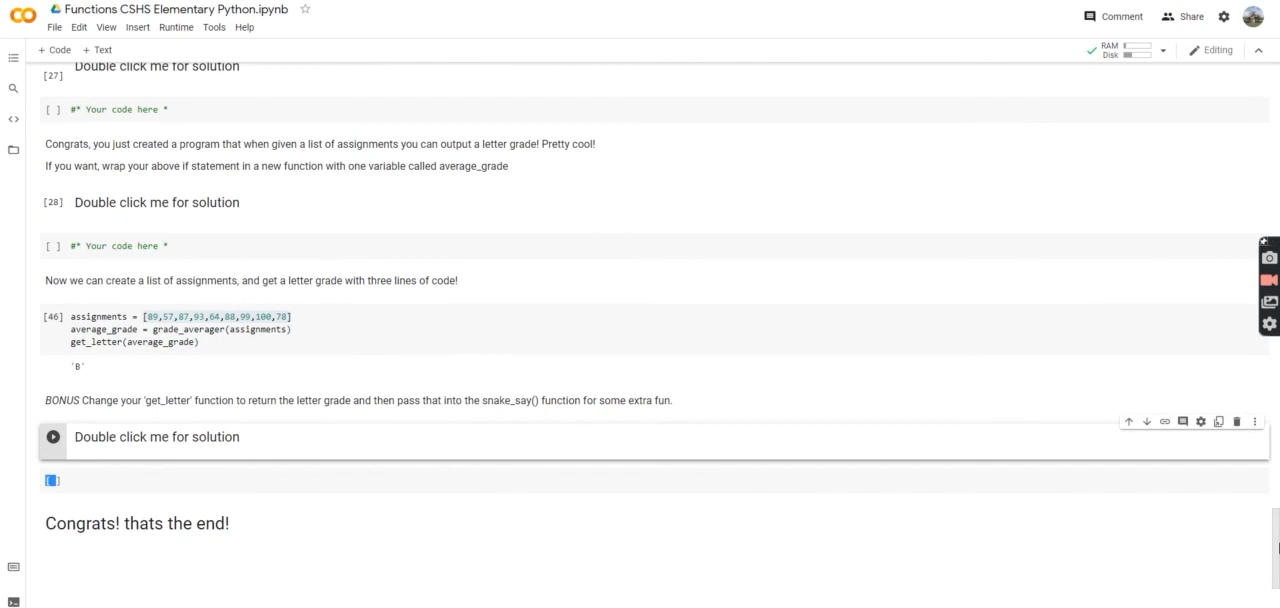 Functions CSHS Elementary Python.ipynb
File Edit View Insert Runtime Tools Help
Comment Share
+ Code + Text
RAM
Disk
Editing
Double click me for solution
[27]
[ ] #* Your code here *
Congrats, you just created a program that when given a list of assignments you can output a letter grade! Pretty cool!
If you want, wrap your above if statement in a new function with one variable called average_grade
[28] Double click me for solution
[ ] #* Your code here *
Now we can create a list of assignments, and get a letter grade with three lines of code!
[46] assignments = [89,57,87,93,64,88,99,100,78]
average_grade = grade_averager(assignments)
get_letter(average_grade)
'B'
BONUS Change your 'get_letter' function to return the letter grade and then pass that into the snake_say() function for some extra fun.
Double click me for solution
[ ]
Congrats! thats the end!